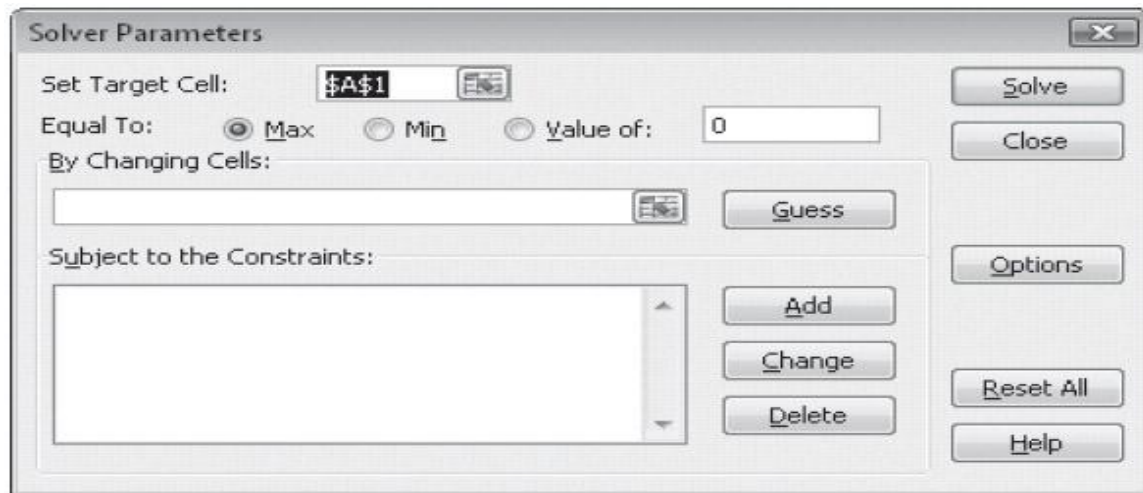 Solver Parameters
Set Target Cell: $A$1
Solve
Equal To: Max Min Value of: 0
Close
By Changing Cells:
Guess
Subject to the Constraints:
Options
Add
Change
Reset All
Delete
Help